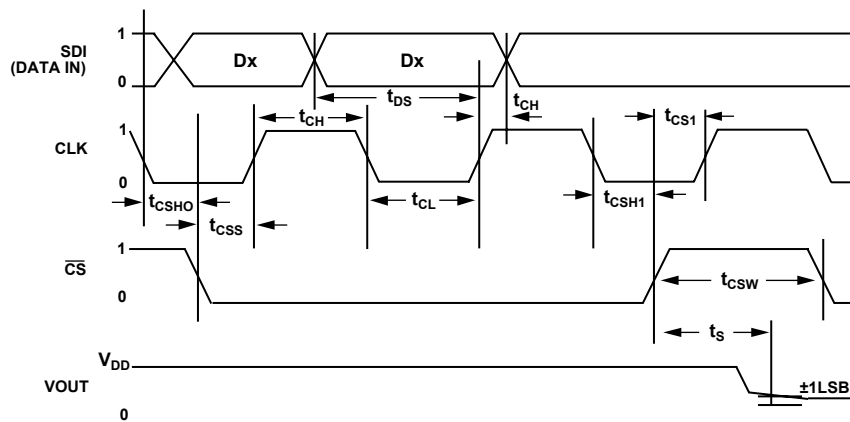 SDI
(DATA IN)
1
0
Dx
Dx
tDS
tCH
tCH
tCS1
CLK
1
0
tCSHO
tCSS
tCL
tCSH1
CS
1
0
tCSW
tS
VDD
VOUT
0
±1LSB